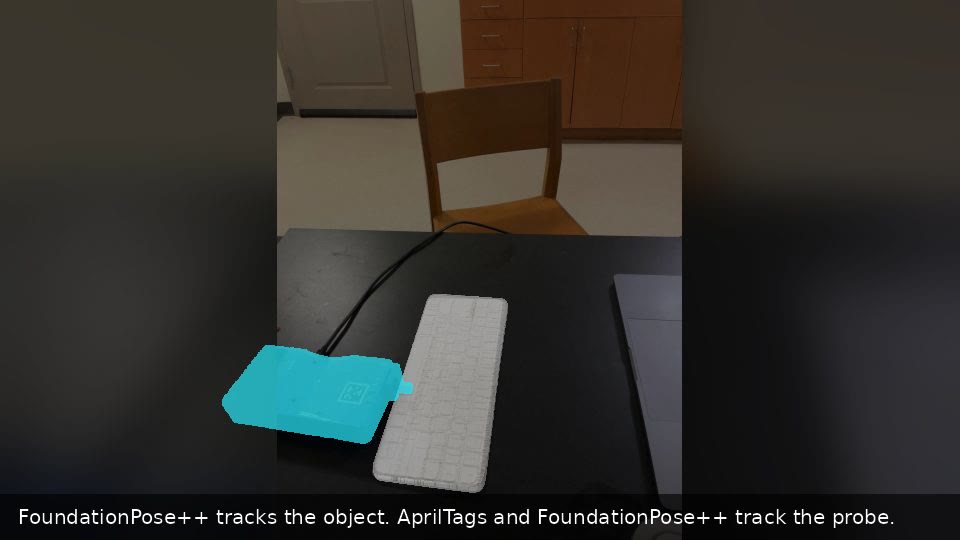 FoundationPose++ tracks the object. AprilTags and FoundationPose++ track the probe.